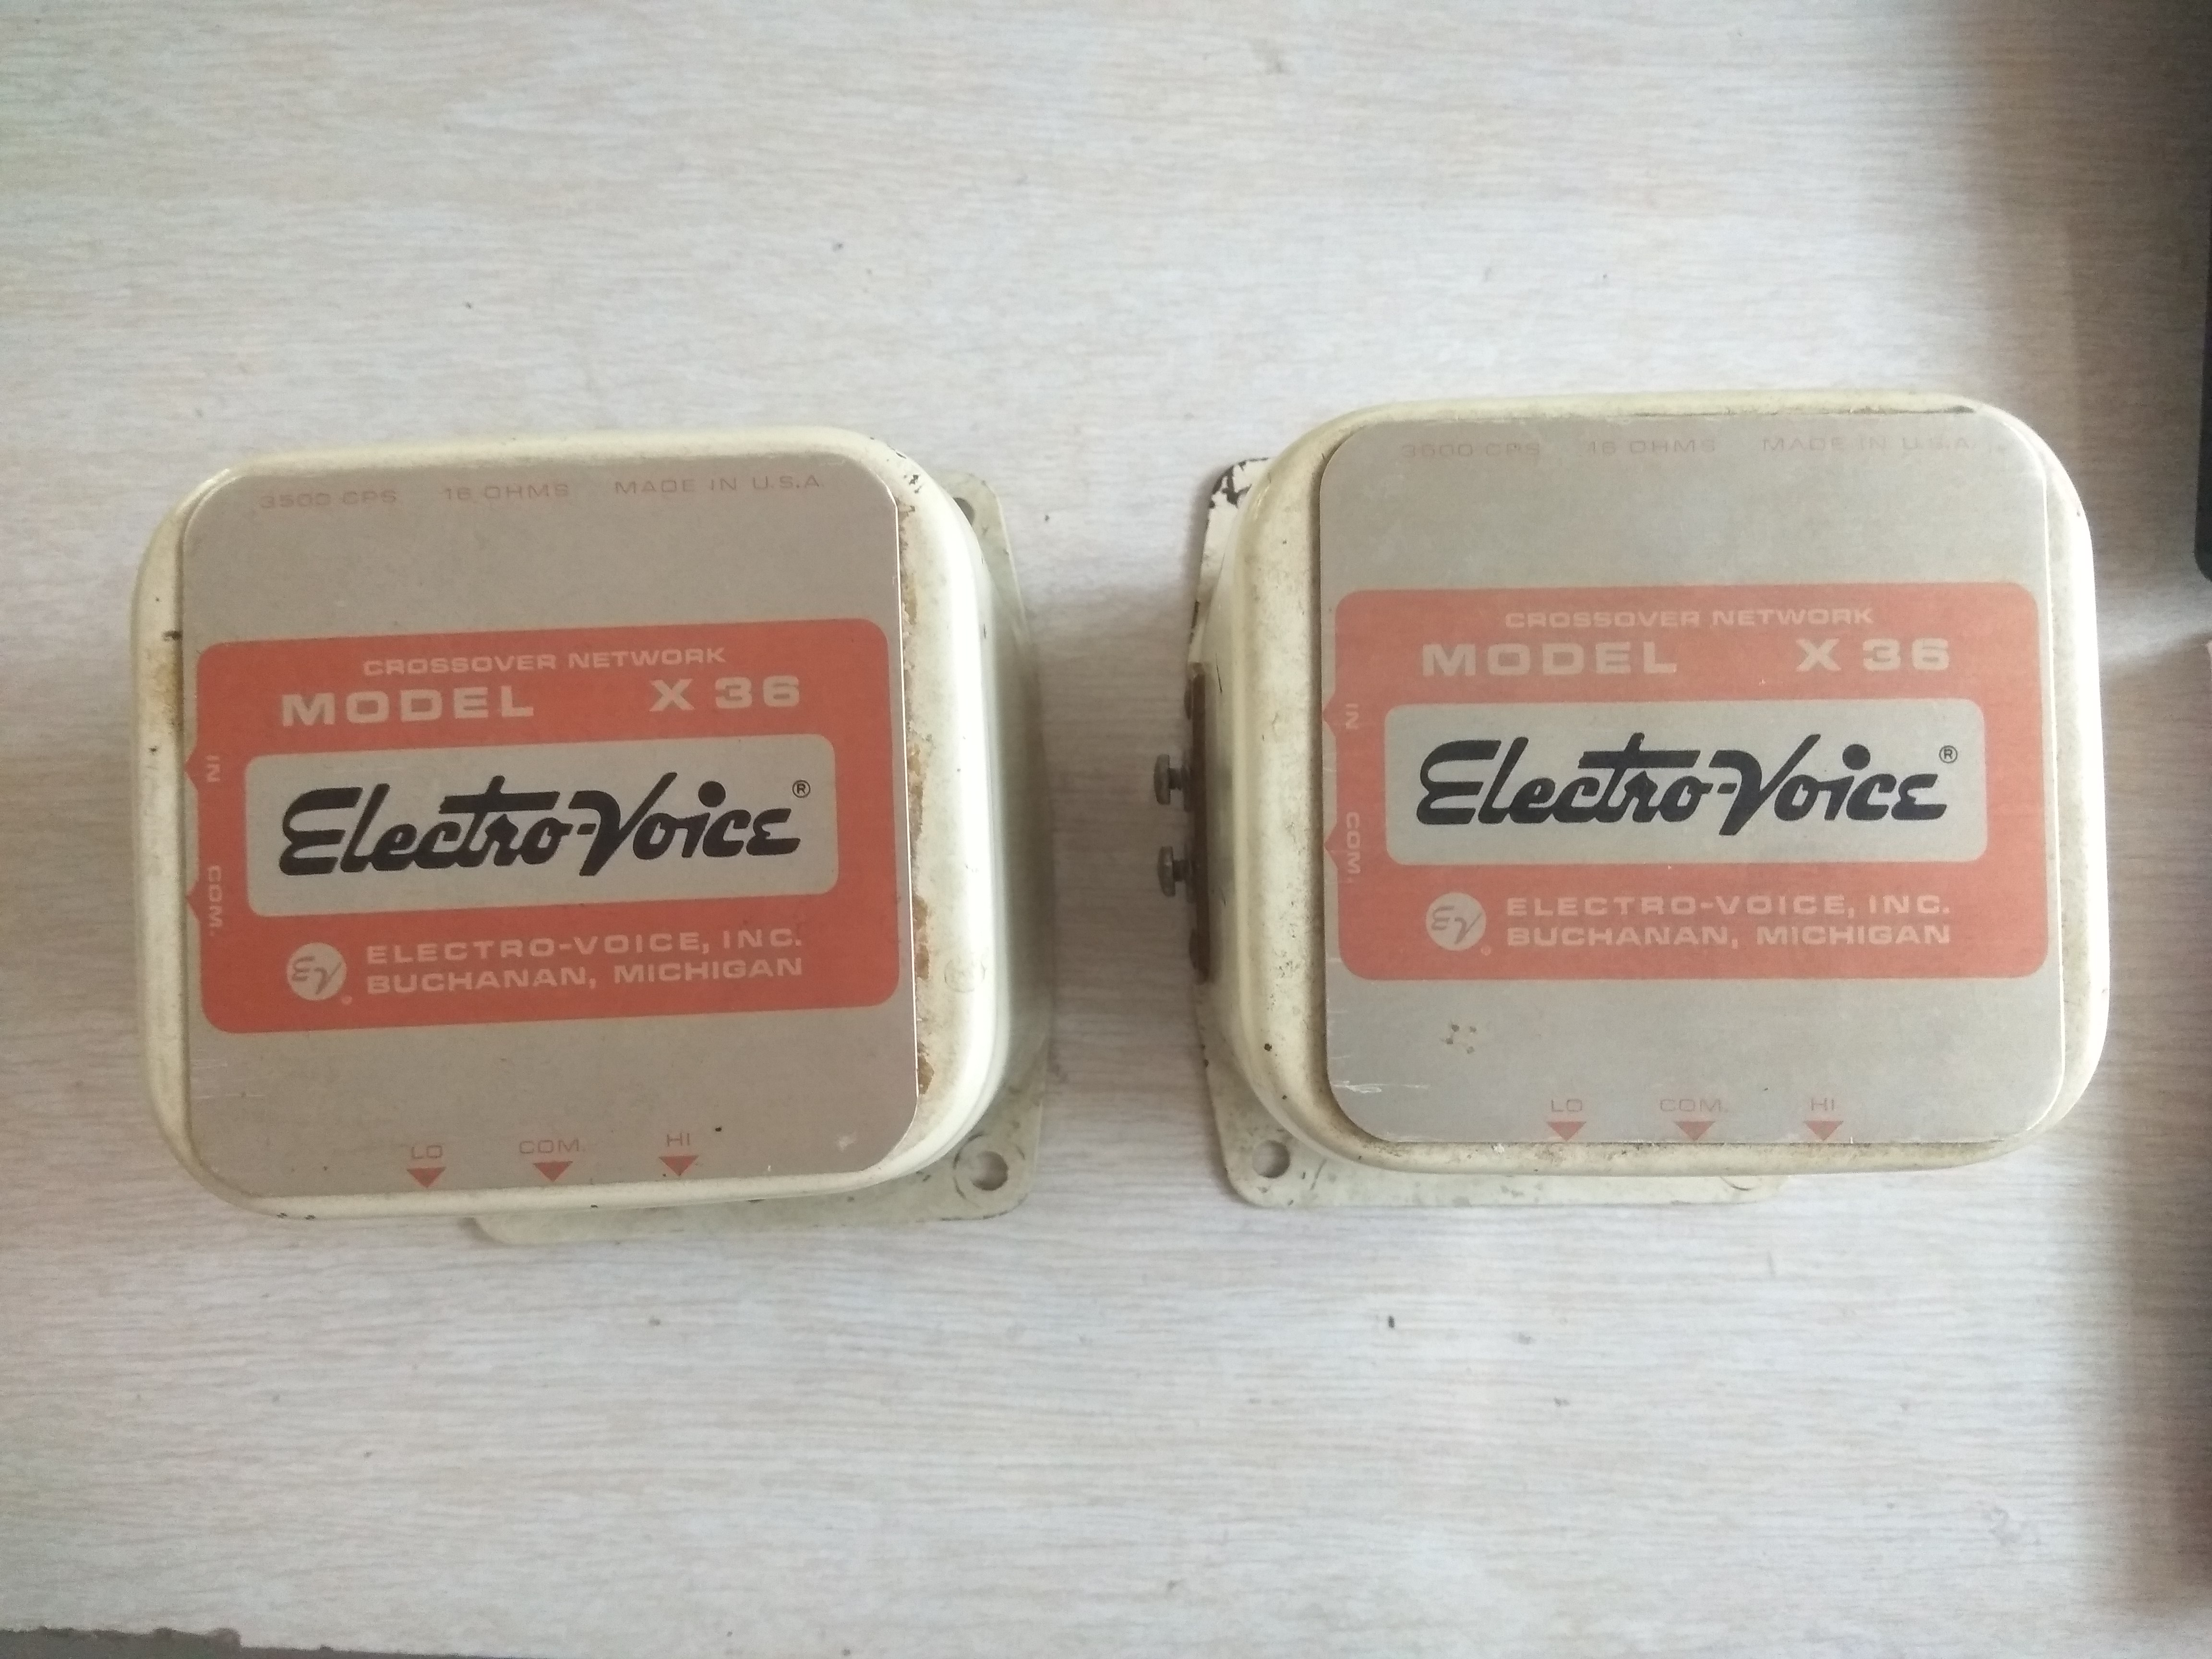 3500 CPS 16 OHMS MADE IN U.S.A.
CROSSOVER NETWORK
MODEL X 36
IN
Electro-Voice®
COM.
EV®
ELECTRO-VOICE, INC.
BUCHANAN, MICHIGAN
LO COM. HI
3500 CPS 16 OHMS MADE IN U.S.A.
CROSSOVER NETWORK
MODEL X 36
IN
Electro-Voice®
COM.
EV®
ELECTRO-VOICE, INC.
BUCHANAN, MICHIGAN
LO COM. HI